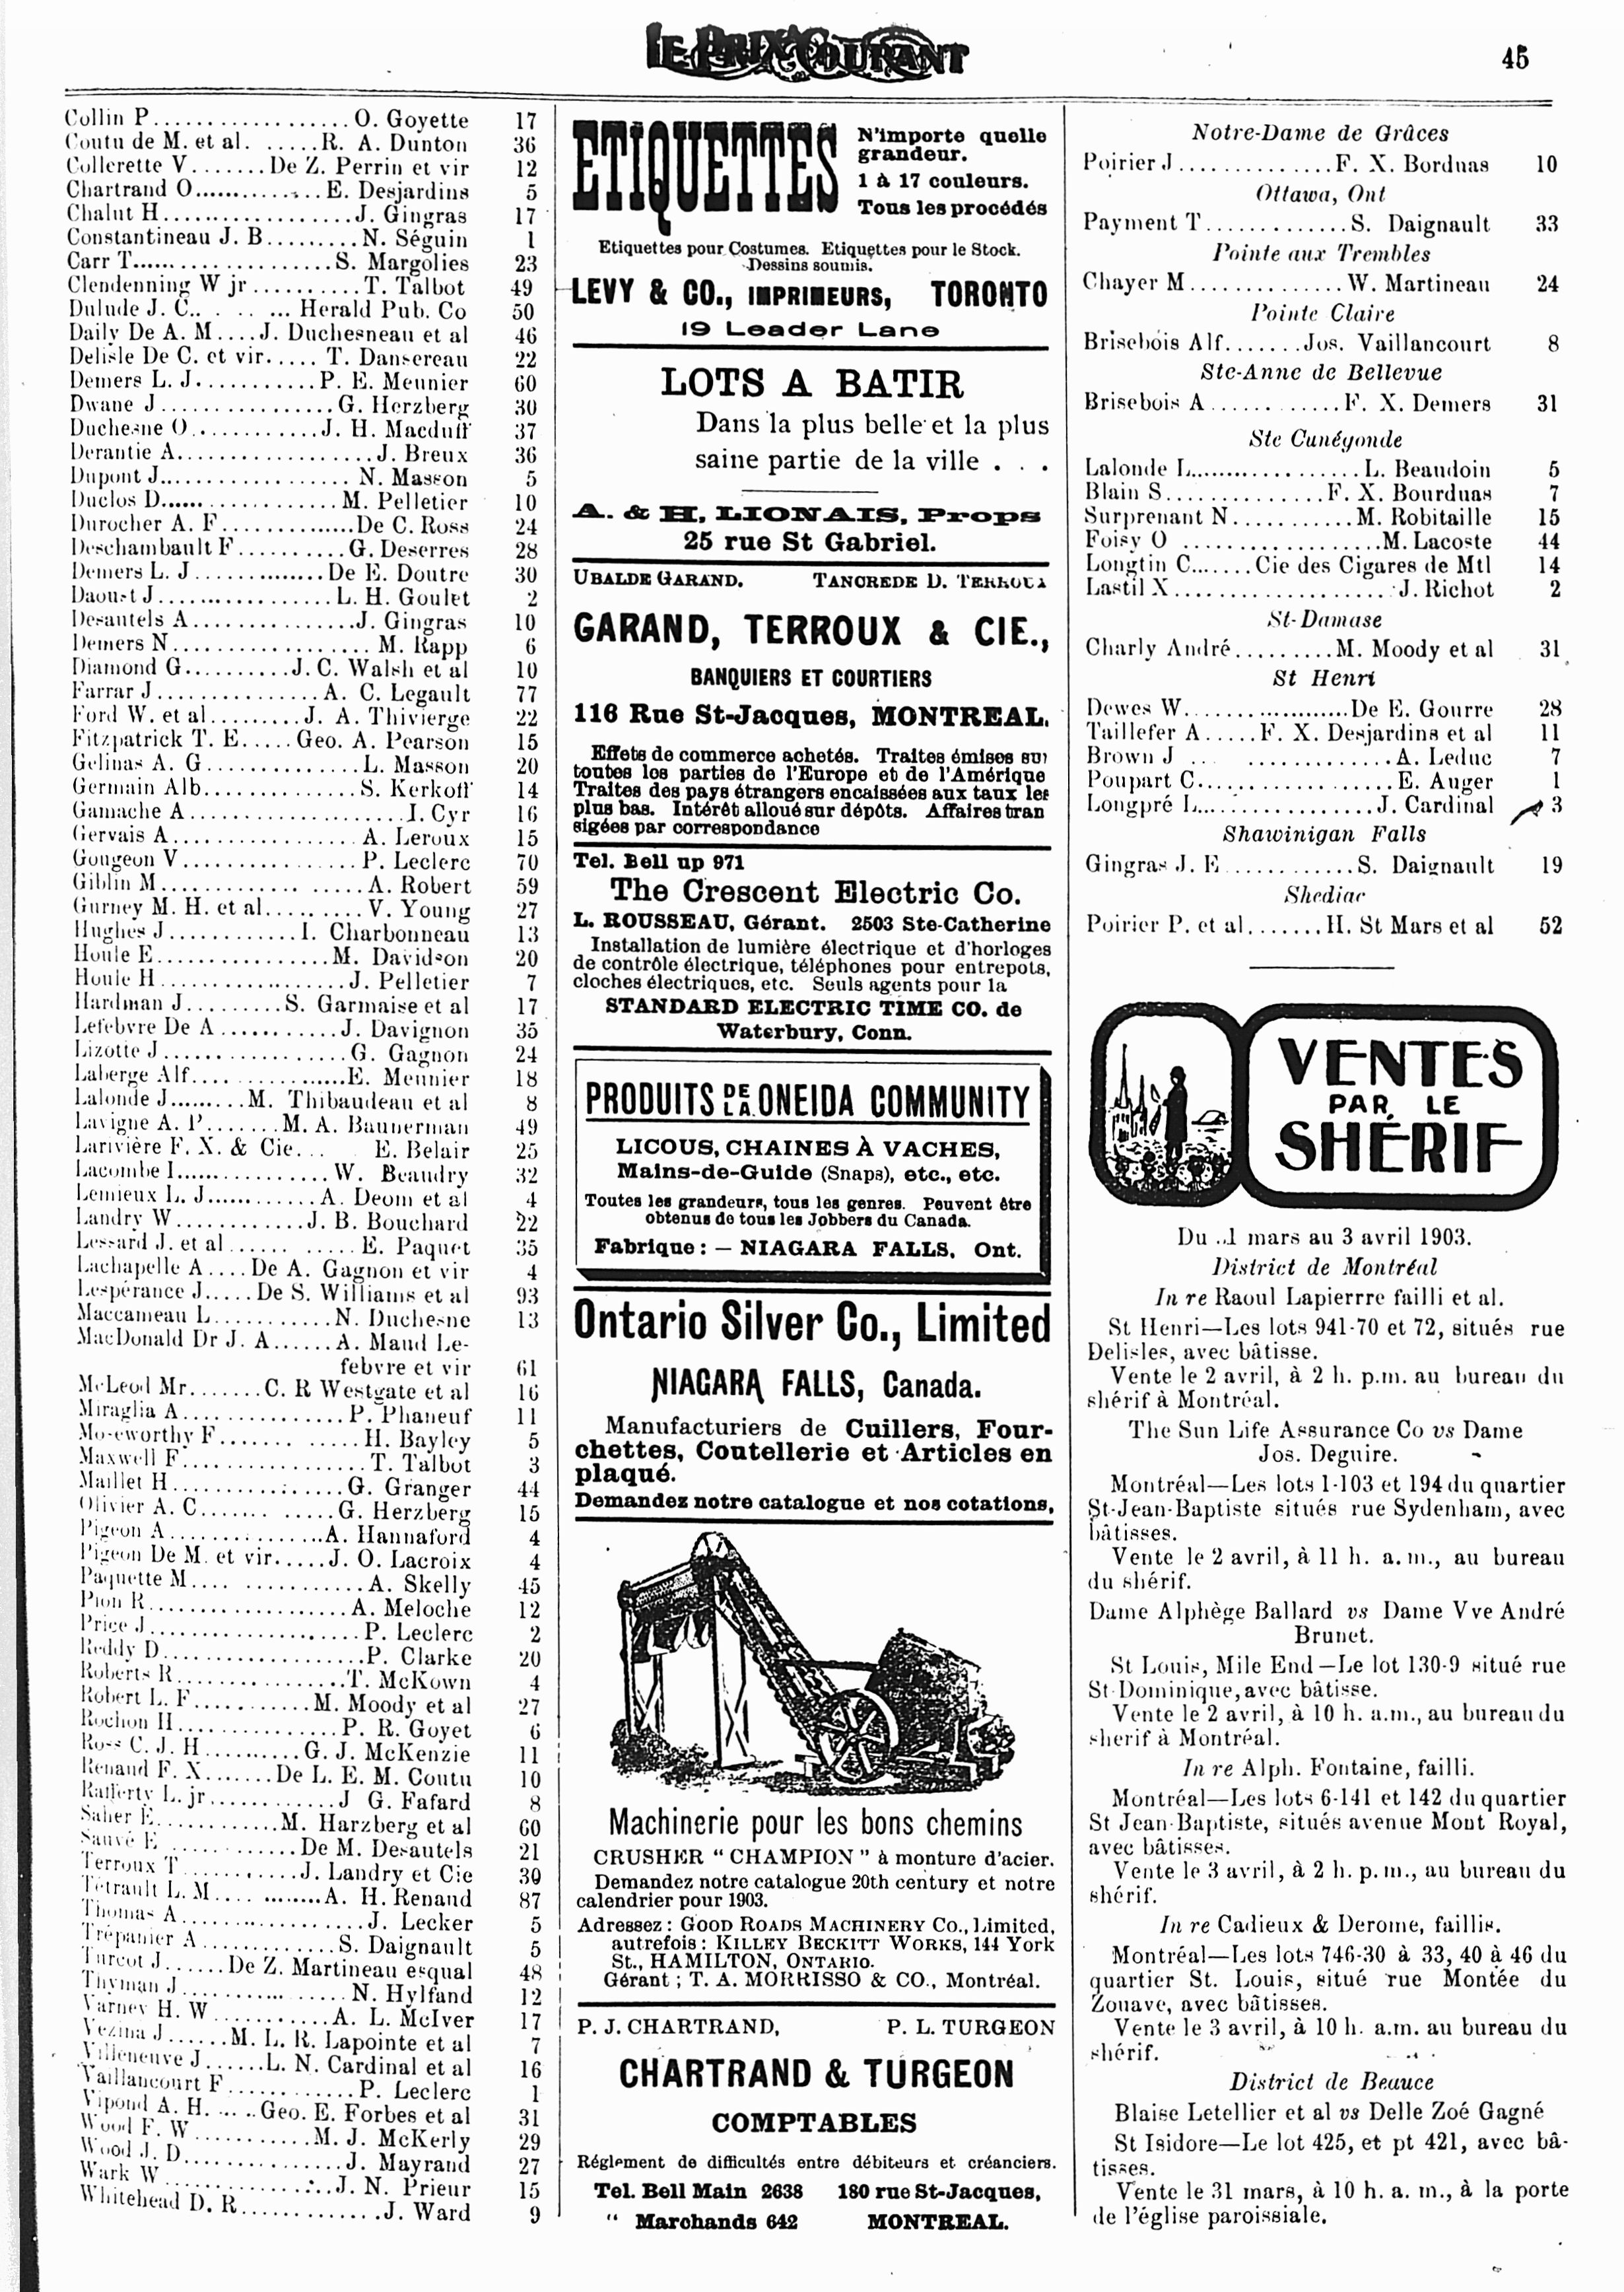 LE PRIX COURANT
45
Collin P.................. O. Goyette 17
Coutu de M. et al. ......R. A. Dunton 36
Collerette V.......De Z. Perrin et vir 12
Chartrand O............. E. Desjardins 5
Chalut H...................J. Gingras 17
Constantineau J. B.........N. Séguin 1
Carr T.......................S. Margolies 23
Clendenning W jr..........T. Talbot 49
Dulude J. C.. . .. ... Herald Pub. Co 50
Daily De A. M....J. Duchesneau et al 46
Delisle De C. et vir..... T. Dansereau 22
Demers L. J...........P. E. Meunier 60
Dwane J................G. Herzberg 30
Duchesne O............J. H. Macduff 37
Derantie A...................J. Breux 36
Dupont J................... N. Masson 5
Duclos D................. M. Pelletier 10
Durocher A. F.............De C. Ross 24
Deschambault F..........G. Deserres 28
Demers L. J.............De E. Doutre 30
Daoust J.................L. H. Goulet 2
Desautels A...............J. Gingras 10
Demers N.................. M. Rapp 6
Diamond G..........J. C. Walsh et al 10
Farrar J...............A. C. Legault 77
Ford W. et al.........J. A. Thivierge 22
Fitzpatrick T. E.....Geo. A. Pearson 15
Gelinas A. G...............L. Masson 20
Germain Alb...............S. Kerkoff 14
Gamache A.....................I. Cyr 16
Gervais A..................A. Leroux 15
Gougeon V.................P. Leclerc 70
Giblin M............ ......A. Robert 59
Gurney M. H. et al..........V. Young 27
Hughes J............I. Charbonneau 13
Houle E.................M. Davidson 20
Houle H..................J. Pelletier 7
Hardman J.........S. Garmaise et al 17
Lefebvre De A ...........J. Davignon 35
Lizotte J..................G. Gagnon 24
Laberge Alf... .............E. Meunier 18
Lalonde J........M. Thibaudeau et al 8
Lavigne A. P.......M. A. Baunerman 49
Larivière F. X. & Cie... E. Belair 25
Lacombe I................W. Beaudry 32
Lemieux L. J...........A. Deom et al 4
Landry W............J. B. Bouchard 22
Lessard J. et al...... ......E. Paquet 35
Lachapelle A....De A. Gagnon et vir 4
Lespérance J.....De S. Williams et al 93
Maccameau L...........N. Duchesne 13
MacDonald Dr J. A......A. Maud Le-
febvre et vir 61
McLeod Mr.......C. R Westgate et al 16
Miraglia A................P. Phaneuf 11
Moseworthy F....... ......H. Bayley 5
Maxwell F..................T. Talbot 3
Maillet H.................G. Granger 44
Olivier A. C....... .....G. Herzberg 15
Pigeon A...............A. Hannaford 4
Pigeon De M. et vir.....J. O. Lacroix 4
Paquette M.... ............A. Skelly 45
Pion R....................A. Meloche 12
Price J.....................P. Leclerc 2
Reddy D....................P. Clarke 20
Roberts R.................T. McKown 4
Robert L. F...........M. Moody et al 27
Rochon H................P. R. Goyet 6
Ross C. J. H..........G. J. McKenzie 11
Renaud F. X.......De L. E. M. Coutu 10
Rafferty L. jr............J G. Fafard 8
Saher E............M. Harzberg et al 60
Sauvé E .............De M. Desautels 21
Terroux T ...........J. Landry et Cie 30
Tétrault L. M.... ........A. H. Renaud 87
Thomas A..................J. Lecker 5
Trépanier A.............S. Daignault 5
Turcot J......De Z. Martineau esqual 48
Thyman J.................N. Hylfand 12
Varney H. W............A. L. McIver 17
Vezina J......M. L. R. Lapointe et al 7
Villeneuve J......L. N. Cardinal et al 16
Vaillancourt F.............P. Leclerc 1
Vipond A. H. ... ..Geo. E. Forbes et al 31
Wood F. W ............M. J. McKerly 29
Wood J. D................J. Mayrand 27
Wark W..................J. N. Prieur 15
Whitehead D. R..............J. Ward 9
ETIQUETTES
N'importe quelle
grandeur.
1 à 17 couleurs.
Tous les procédés
Etiquettes pour Costumes. Etiquettes pour le Stock.
Dessins soumis.
LEVY & CO., IMPRIMEURS, TORONTO
19 Leader Lane
LOTS A BATIR
Dans la plus belle et la plus
saine partie de la ville . . .
A. & H. LIONAIS, Props
25 rue St Gabriel.
UBALDE GARAND. TANCREDE D. TERROUX
GARAND, TERROUX & CIE.,
BANQUIERS ET COURTIERS
116 Rue St-Jacques, MONTREAL.
Effets de commerce achetés. Traites émises sur
toutes les parties de l'Europe et de l'Amérique
Traites des pays étrangers encaissées aux taux les
plus bas. Intérêt alloué sur dépôts. Affaires tran
sigées par correspondance
Tel. Bell up 971
The Crescent Electric Co.
L. ROUSSEAU, Gérant. 2503 Ste-Catherine
Installation de lumière électrique et d'horloges
de contrôle électrique, téléphones pour entrepots,
cloches électriques, etc. Seuls agents pour la
STANDARD ELECTRIC TIME CO. de
Waterbury, Conn.
PRODUITS DE LA ONEIDA COMMUNITY
LICOUS, CHAINES À VACHES,
Mains-de-Guide (Snaps), etc., etc.
Toutes les grandeurs, tous les genres. Peuvent être
obtenus de tous les Jobbers du Canada.
Fabrique : — NIAGARA FALLS, Ont.
Ontario Silver Co., Limited
NIAGARA FALLS, Canada.
Manufacturiers de Cuillers, Four-
chettes, Coutellerie et Articles en
plaqué.
Demandez notre catalogue et nos cotations.
Machinerie pour les bons chemins
CRUSHER " CHAMPION " à monture d'acier.
Demandez notre catalogue 20th century et notre
calendrier pour 1903.
Adressez : GOOD ROADS MACHINERY CO., Limited,
autrefois : KILLEY BECKITT WORKS, 144 York
St., HAMILTON, ONTARIO.
Gérant ; T. A. MORRISSO & CO., Montréal.
P. J. CHARTRAND, P. L. TURGEON
CHARTRAND & TURGEON
COMPTABLES
Réglement de difficultés entre débiteurs et créanciers.
Tel. Bell Main 2638 180 rue St-Jacques,
" Marchands 642 MONTREAL.
Notre-Dame de Grâces
Poirier J...............F. X. Borduas 10
Ottawa, Ont
Payment T.............S. Daignault 33
Pointe aux Trembles
Chayer M..............W. Martineau 24
Pointe Claire
Brisebois Alf.......Jos. Vaillancourt 8
Ste-Anne de Bellevue
Brisebois A............F. X. Demers 31
Ste Cunégonde
Lalonde L...................L. Beaudoin 5
Blain S...............F. X. Bourduas 7
Surprenant N...........M. Robitaille 15
Foisy O ...................M. Lacoste 44
Longtin C.......Cie des Cigares de Mtl 14
Lastil X.....................J. Richot 2
St-Damase
Charly André.........M. Moody et al 31
St Henri
Dewes W...................De E. Gourre 28
Taillefer A.....F. X. Desjardins et al 11
Brown J .. .............A. Leduc 7
Poupart C...................E. Auger 1
Longpré L..................J. Cardinal 3
Shawinigan Falls
Gingras J. E............S. Daignault 19
Shediac
Poirier P. et al.......H. St Mars et al 52
VENTES
PAR LE
SHÉRIF
Du ..1 mars au 3 avril 1903.
District de Montréal
In re Raoul Lapierrre failli et al.
St Henri—Les lots 941-70 et 72, situés rue
Delisles, avec bâtisse.
Vente le 2 avril, à 2 h. p.m. au bureau du
shérif à Montréal.
The Sun Life Assurance Co vs Dame
Jos. Deguire.
Montréal—Les lots 1-103 et 194 du quartier
St-Jean-Baptiste situés rue Sydenham, avec
bâtisses.
Vente le 2 avril, à 11 h. a. m., au bureau
du shérif.
Dame Alphège Ballard vs Dame Vve André
Brunet.
St Louis, Mile End—Le lot 130-9 situé rue
St-Dominique, avec bâtisse.
Vente le 2 avril, à 10 h. a.m., au bureau du
sherif à Montréal.
In re Alph. Fontaine, failli.
Montréal—Les lots 6-141 et 142 du quartier
St Jean-Baptiste, situés avenue Mont Royal,
avec bâtisses.
Vente le 3 avril, à 2 h. p. m., au bureau du
shérif.
In re Cadieux & Derome, faillis.
Montréal—Les lots 746-30 à 33, 40 à 46 du
quartier St. Louis, situé rue Montée du
Zouave, avec bâtisses.
Vente le 3 avril, à 10 h. a.m. au bureau du
shérif.
District de Beauce
Blaise Letellier et al vs Delle Zoé Gagné
St Isidore—Le lot 425, et pt 421, avec bâ-
tisses.
Vente le 31 mars, à 10 h. a. m., à la porte
de l'église paroissiale.